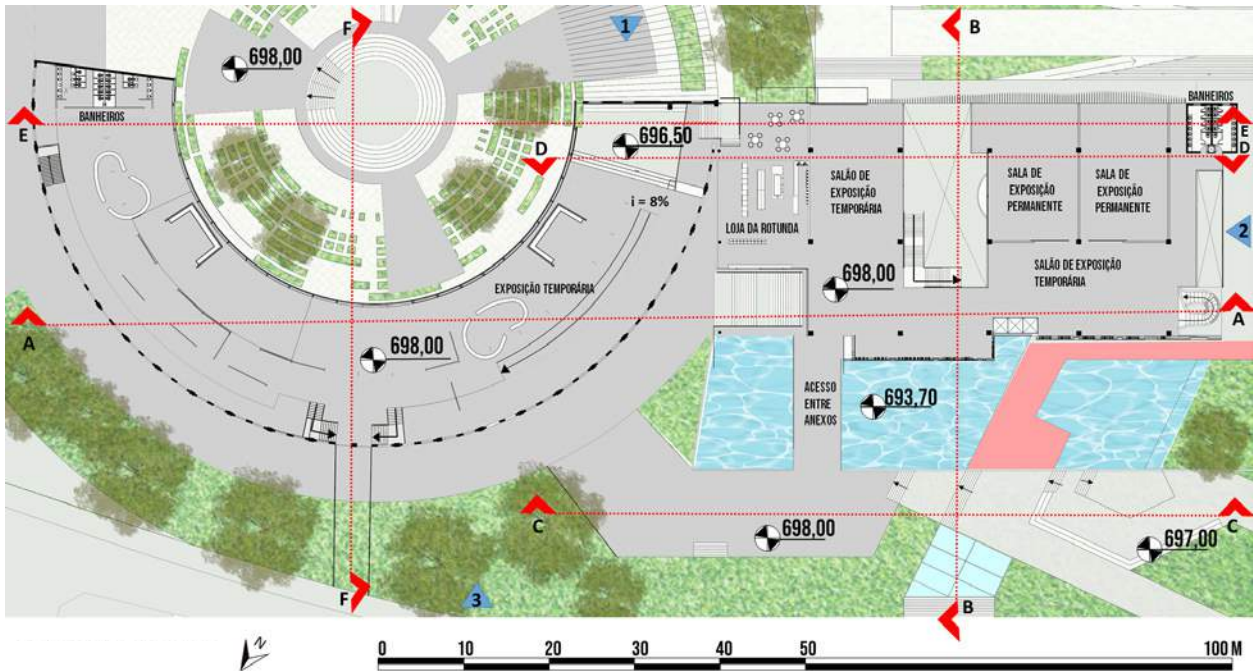 F
1
B
698,00
BANHEIROS
BANHEIROS
E
E
696,50
D
D
SALÃO DE
EXPOSIÇÃO
TEMPORÁRIA
SALA DE
EXPOSIÇÃO
PERMANENTE
SALA DE
EXPOSIÇÃO
PERMANENTE
i = 8%
LOJA DA ROTUNDA
2
EXPOSIÇÃO TEMPORÁRIA
698,00
SALÃO DE EXPOSIÇÃO
TEMPORÁRIA
A
A
698,00
ACESSO
ENTRE
ANEXOS
693,70
C
C
698,00
697,00
F
3
B
N
0 10 20 30 40 50 100 M